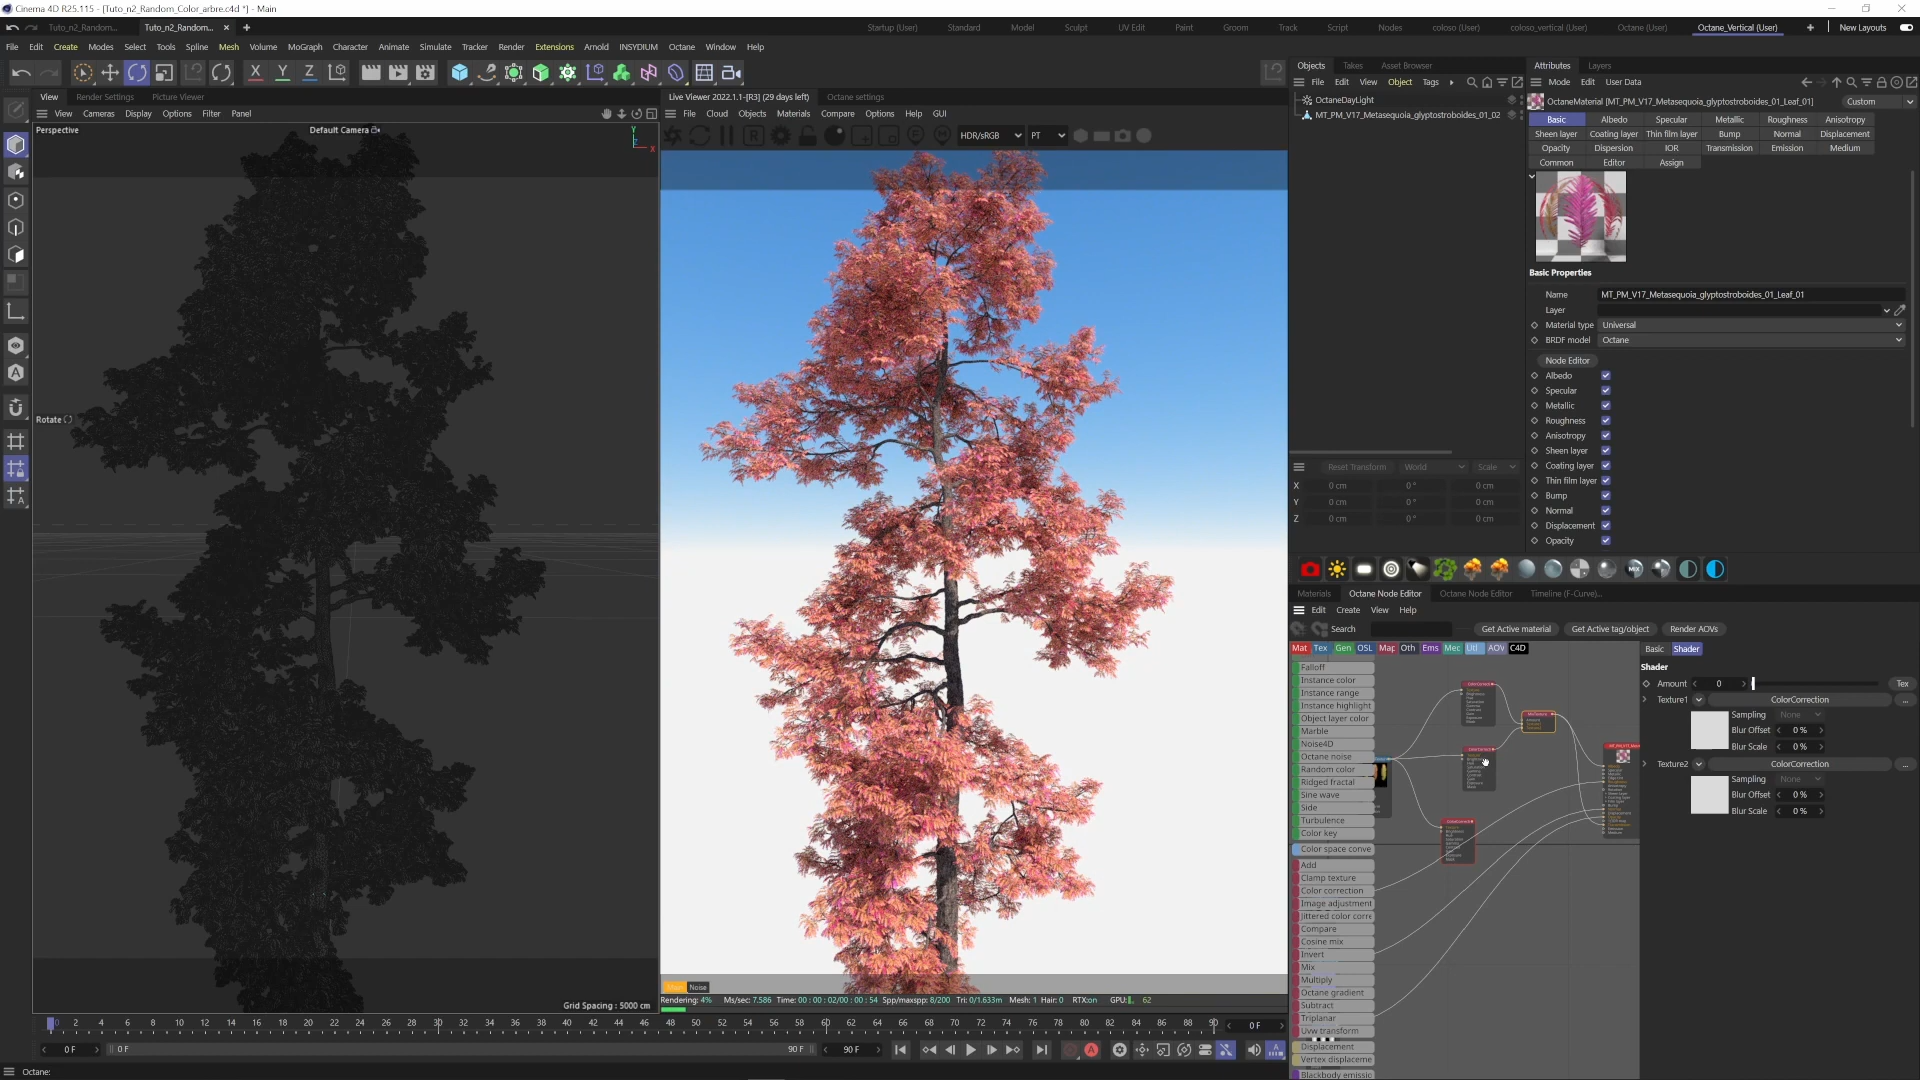 Cinema 4D R25.115 - [Tuto_n2_Random_Color_arbre.c4d *] - Main
Tuto_n2_Random... Tuto_n2_Random... × + Startup (User) Standard Model Sculpt UV Edit Paint Groom Track Script Nodes coloso (User) coloso_vertical (User) Octane (User) Octane_Vertical (User) + New Layouts
File Edit Create Modes Select Tools Spline Mesh Volume MoGraph Character Animate Simulate Tracker Render Extensions Arnold INSYDIUM Octane Window Help
X Y Z
View Render Settings Picture Viewer
View Cameras Display Options Filter Panel
Perspective
Default Camera
Y
Z
X
Rotate
Grid Spacing : 5000 cm
Live Viewer 2022.1.1-[R3] (29 days left) Octane settings
File Cloud Objects Materials Compare Options Help GUI
HDR/sRGB PT
Main Noise
Rendering: 4% Ms/sec: 7.586 Time: 00 : 00 : 02/00 : 00 : 54 Spp/maxspp: 8/200 Tri: 0/1.633m Mesh: 1 Hair: 0 RTX:on GPU: 62
0 2 4 6 8 10 12 14 16 18 20 22 24 26 28 30 32 34 36 38 40 42 44 46 48 50 52 54 56 58 60 62 64 66 68 70 72 74 76 78 80 82 84 86 88 90 0 F
0 F 0 F 90 F 90 F
Octane:
Objects Takes Asset Browser
File Edit View Object Tags
OctaneDayLight
MT_PM_V17_Metasequoia_glyptostroboides_01_02
Reset Transform World Scale
X 0 cm 0 ° 0 cm
Y 0 cm 0 ° 0 cm
Z 0 cm 0 ° 0 cm
Attributes Layers
Mode Edit User Data
OctaneMaterial [MT_PM_V17_Metasequoia_glyptostroboides_01_Leaf_01] Custom
Basic Albedo Specular Metallic Roughness Anisotropy
Sheen layer Coating layer Thin film layer Bump Normal Displacement
Opacity Dispersion IOR Transmission Emission Medium
Common Editor Assign
Basic Properties
Name MT_PM_V17_Metasequoia_glyptostroboides_01_Leaf_01
Layer
Material type Universal
BRDF model Octane
Node Editor
Albedo
Specular
Metallic
Roughness
Anisotropy
Sheen layer
Coating layer
Thin film layer
Bump
Normal
Displacement
Opacity
MIX
Materials Octane Node Editor Octane Node Editor Timeline (F-Curve)...
Edit Create View Help
Search Get Active material Get Active tag/object Render AOVs
Mat Tex Gen OSL Map Oth Ems Mec Utl AOV C4D
Falloff
Instance color
Instance range
Instance highlight
Object layer color
Marble
Noise4D
Octane noise
Random color
Ridged fractal
Sine wave
Side
Turbulence
Color key
Color space conve
Add
Clamp texture
Color correction
Image adjustment
Jittered color corre
Compare
Cosine mix
Invert
Mix
Multiply
Octane gradient
Subtract
Triplanar
Uvw transform
Displacement
Vertex displaceme
Blackbody emissio
Basic Shader
Shader
Amount 0 Tex
Texture1 ColorCorrection ...
Sampling None
Blur Offset 0 %
Blur Scale 0 %
Texture2 ColorCorrection ...
Sampling None
Blur Offset 0 %
Blur Scale 0 %